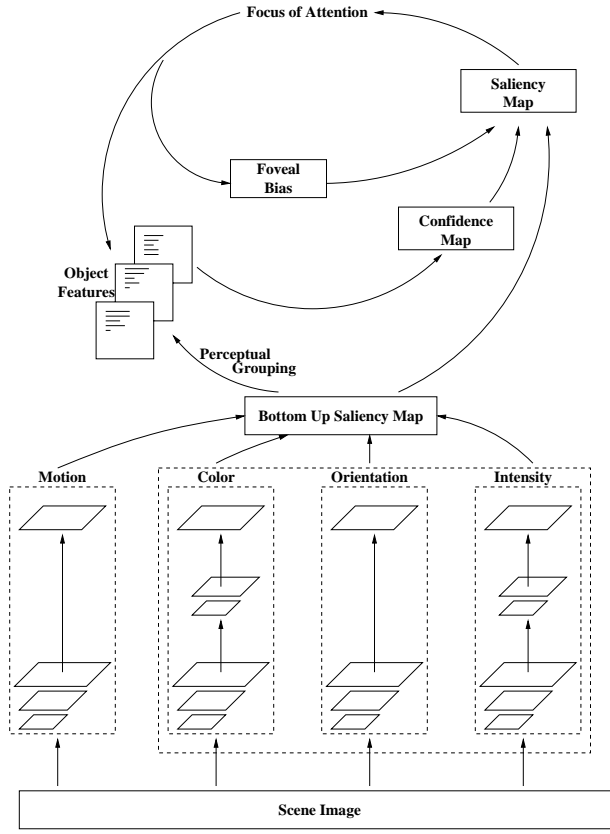 Focus of Attention
Saliency
Map
Foveal
Bias
Confidence
Map
Object
Features
Perceptual
Grouping
Bottom Up Saliency Map
Motion
Color
Orientation
Intensity
Scene Image